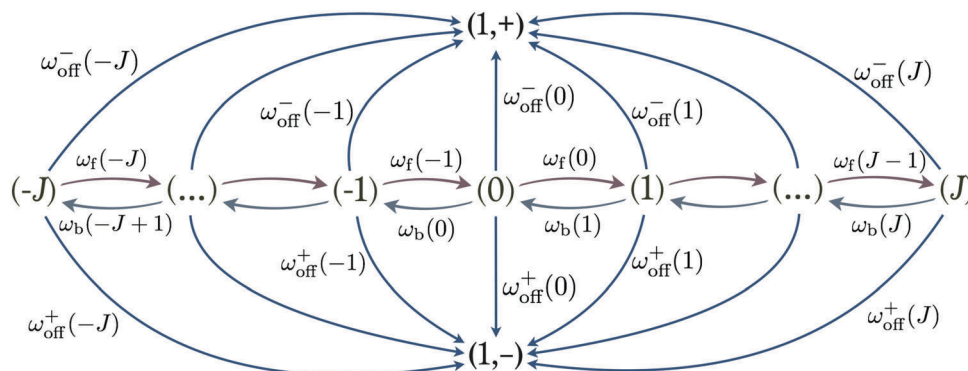 (1,+)
ω⁻off(−J)
ω⁻off(−1)
ω⁻off(0)
ω⁻off(1)
ω⁻off(J)
ωf(−J)
ωf(−1)
ωf(0)
ωf(J−1)
(-J)
(...)
(-1)
(0)
(1)
(...)
(J)
ωb(−J+1)
ωb(0)
ωb(1)
ωb(J)
ω⁺off(−J)
ω⁺off(−1)
ω⁺off(0)
ω⁺off(1)
ω⁺off(J)
(1,−)